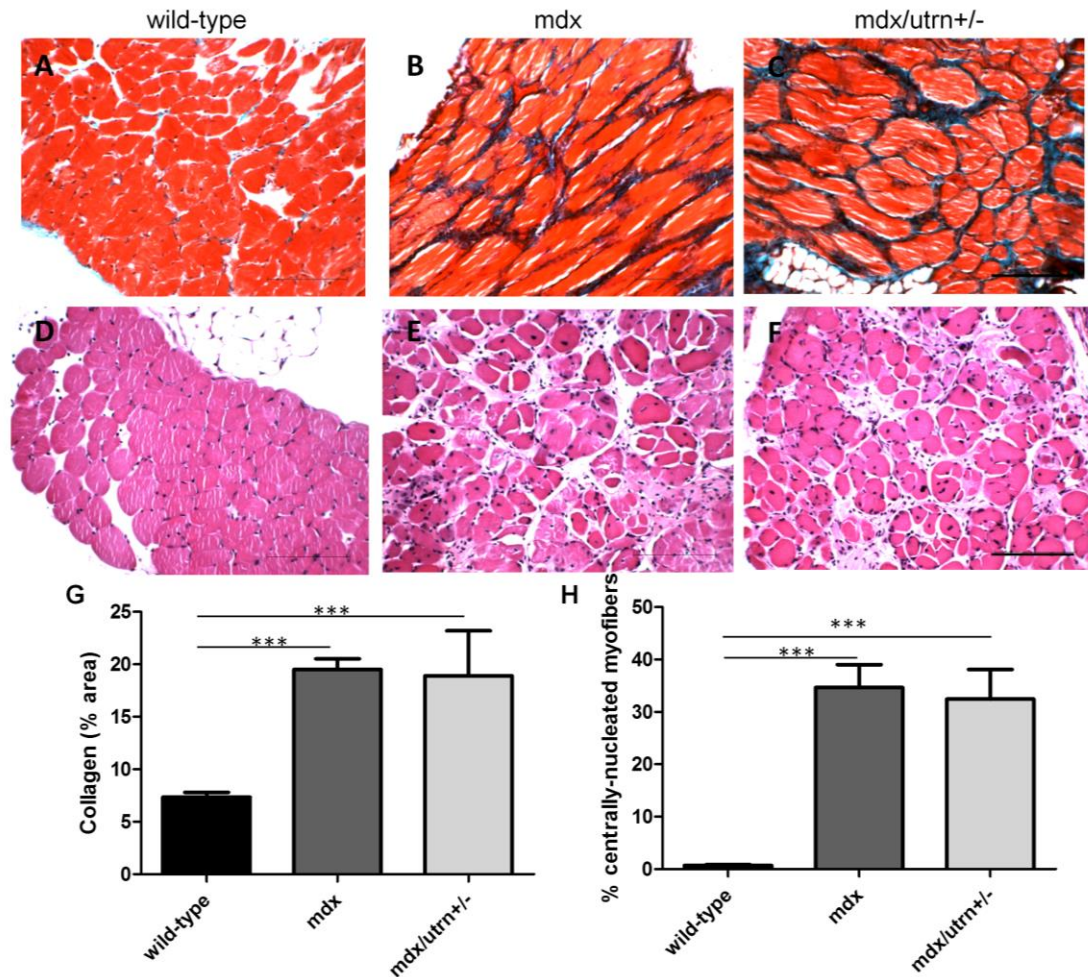 wild-type mdx mdx/utrn+/-
A B C
D E F
G
Collagen (% area)
25
20
15
10
5
0
***
***
wild-type
mdx
mdx/utrn+/-
H
% centrally-nucleated myofibers
50
40
30
20
10
0
***
***
wild-type
mdx
mdx/utrn+/-